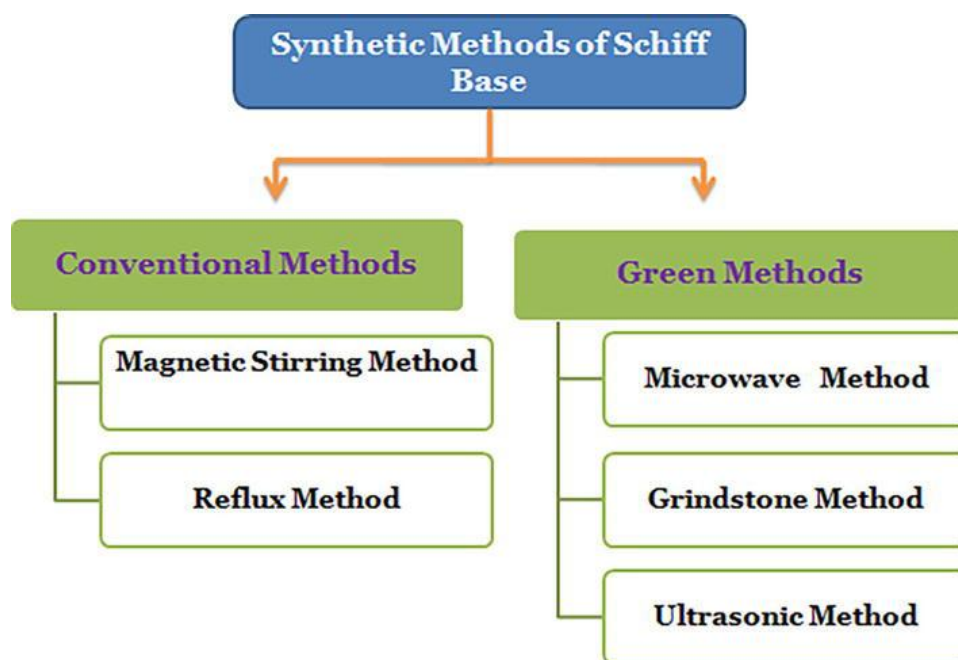 Synthetic Methods of Schiff
Base
Conventional Methods
Magnetic Stirring Method
Reflux Method
Green Methods
Microwave Method
Grindstone Method
Ultrasonic Method